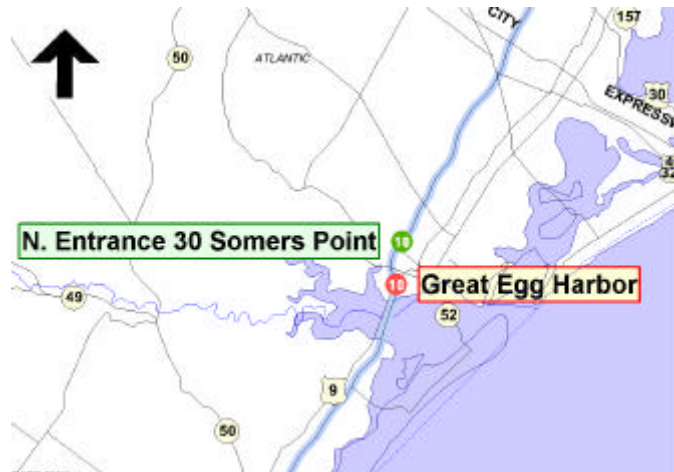 CITY
157
50
ATLANTIC
30
EXPRESSW
N. Entrance 30 Somers Point
10
10
Great Egg Harbor
49
52
9
50